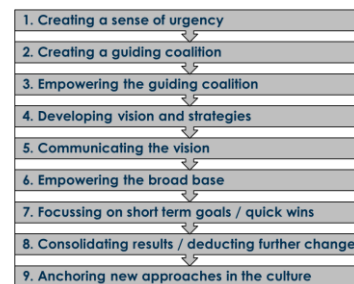 1. Creating a sense of urgency
2. Creating a guiding coalition
3. Empowering the guiding coalition
4. Developing vision and strategies
5. Communicating the vision
6. Empowering the broad base
7. Focussing on short term goals / quick wins
8. Consolidating results / deducting further change
9. Anchoring new approaches in the culture